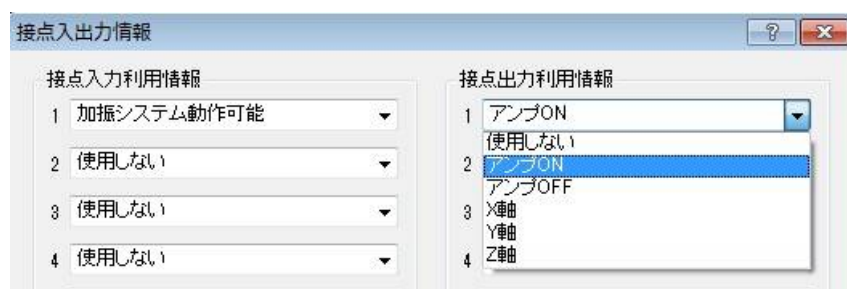 接点入出力情報
接点入力利用情報
1 加振システム動作可能
2 使用しない
3 使用しない
4 使用しない
接点出力利用情報
1 アンプON
使用しない
2 アンプON
アンプOFF
3 X軸
Y軸
4 Z軸